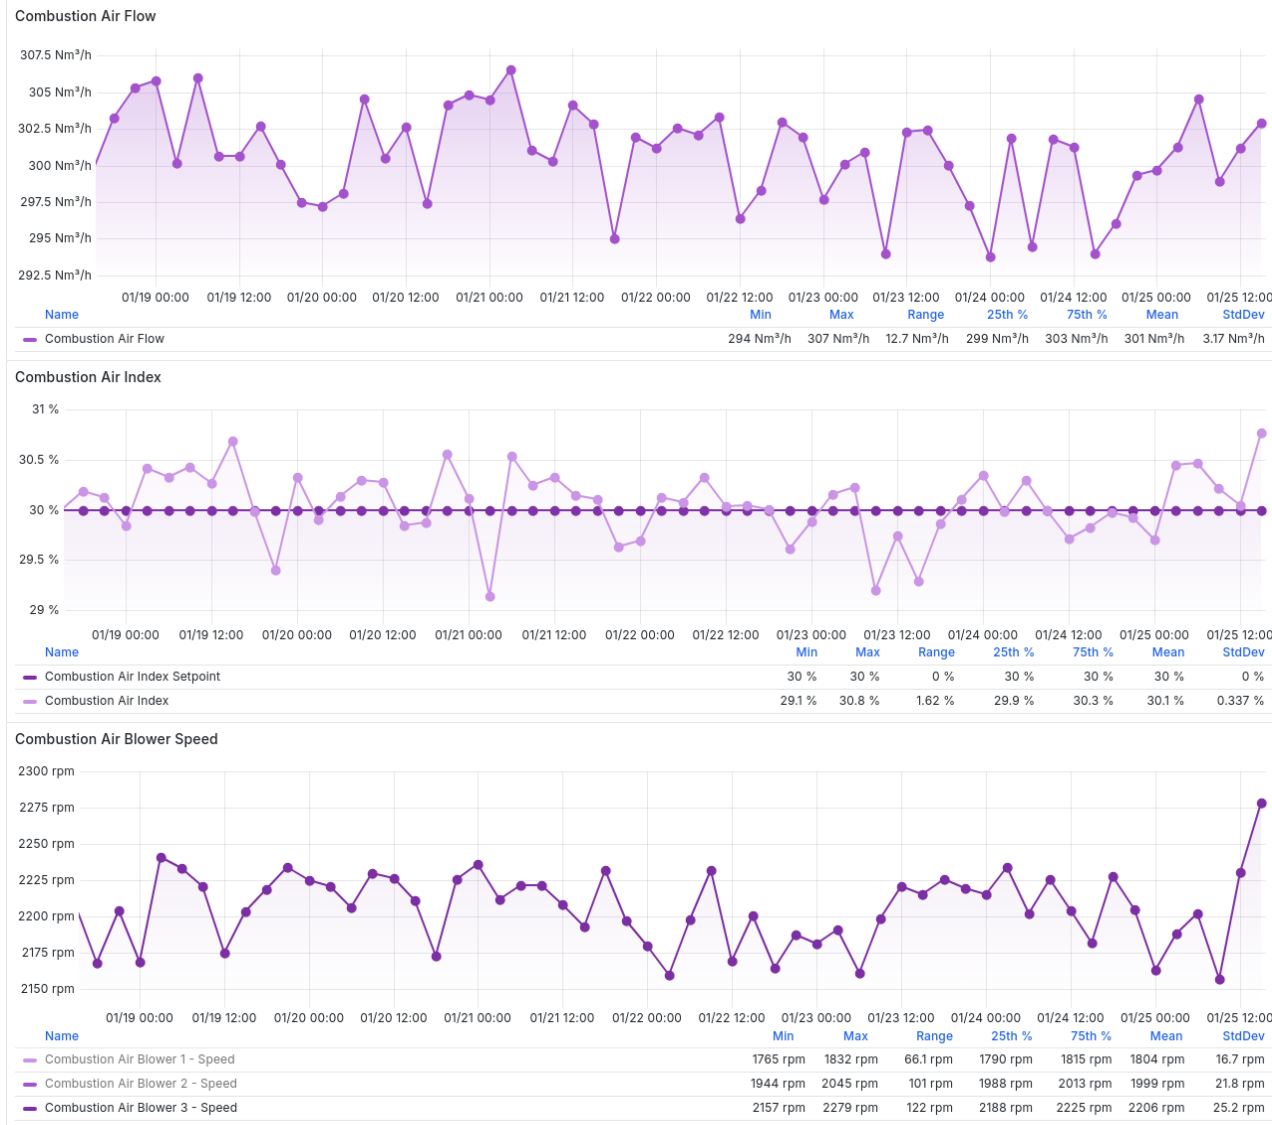 Combustion Air Flow
307.5 Nm³/h
305 Nm³/h
302.5 Nm³/h
300 Nm³/h
297.5 Nm³/h
295 Nm³/h
292.5 Nm³/h
01/19 00:00 01/19 12:00 01/20 00:00 01/20 12:00 01/21 00:00 01/21 12:00 01/22 00:00 01/22 12:00 01/23 00:00 01/23 12:00 01/24 00:00 01/24 12:00 01/25 00:00 01/25 12:00
Name Min Max Range 25th % 75th % Mean StdDev
Combustion Air Flow 294 Nm³/h 307 Nm³/h 12.7 Nm³/h 299 Nm³/h 303 Nm³/h 301 Nm³/h 3.17 Nm³/h
Combustion Air Index
31 %
30.5 %
30 %
29.5 %
29 %
01/19 00:00 01/19 12:00 01/20 00:00 01/20 12:00 01/21 00:00 01/21 12:00 01/22 00:00 01/22 12:00 01/23 00:00 01/23 12:00 01/24 00:00 01/24 12:00 01/25 00:00 01/25 12:00
Name Min Max Range 25th % 75th % Mean StdDev
Combustion Air Index Setpoint 30 % 30 % 0 % 30 % 30 % 30 % 0 %
Combustion Air Index 29.1 % 30.8 % 1.62 % 29.9 % 30.3 % 30.1 % 0.337 %
Combustion Air Blower Speed
2300 rpm
2275 rpm
2250 rpm
2225 rpm
2200 rpm
2175 rpm
2150 rpm
01/19 00:00 01/19 12:00 01/20 00:00 01/20 12:00 01/21 00:00 01/21 12:00 01/22 00:00 01/22 12:00 01/23 00:00 01/23 12:00 01/24 00:00 01/24 12:00 01/25 00:00 01/25 12:00
Name Min Max Range 25th % 75th % Mean StdDev
Combustion Air Blower 1 - Speed 1765 rpm 1832 rpm 66.1 rpm 1790 rpm 1815 rpm 1804 rpm 16.7 rpm
Combustion Air Blower 2 - Speed 1944 rpm 2045 rpm 101 rpm 1988 rpm 2013 rpm 1999 rpm 21.8 rpm
Combustion Air Blower 3 - Speed 2157 rpm 2279 rpm 122 rpm 2188 rpm 2225 rpm 2206 rpm 25.2 rpm